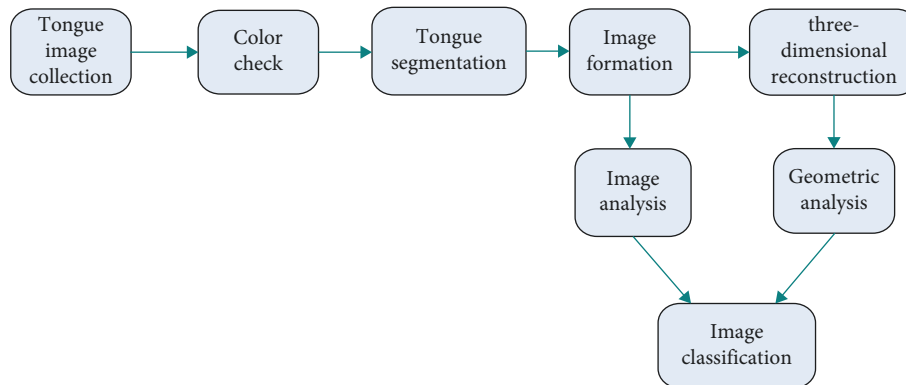 Tongue
image
collection
Color
check
Tongue
segmentation
Image
formation
three-
dimensional
reconstruction
Image
analysis
Geometric
analysis
Image
classification